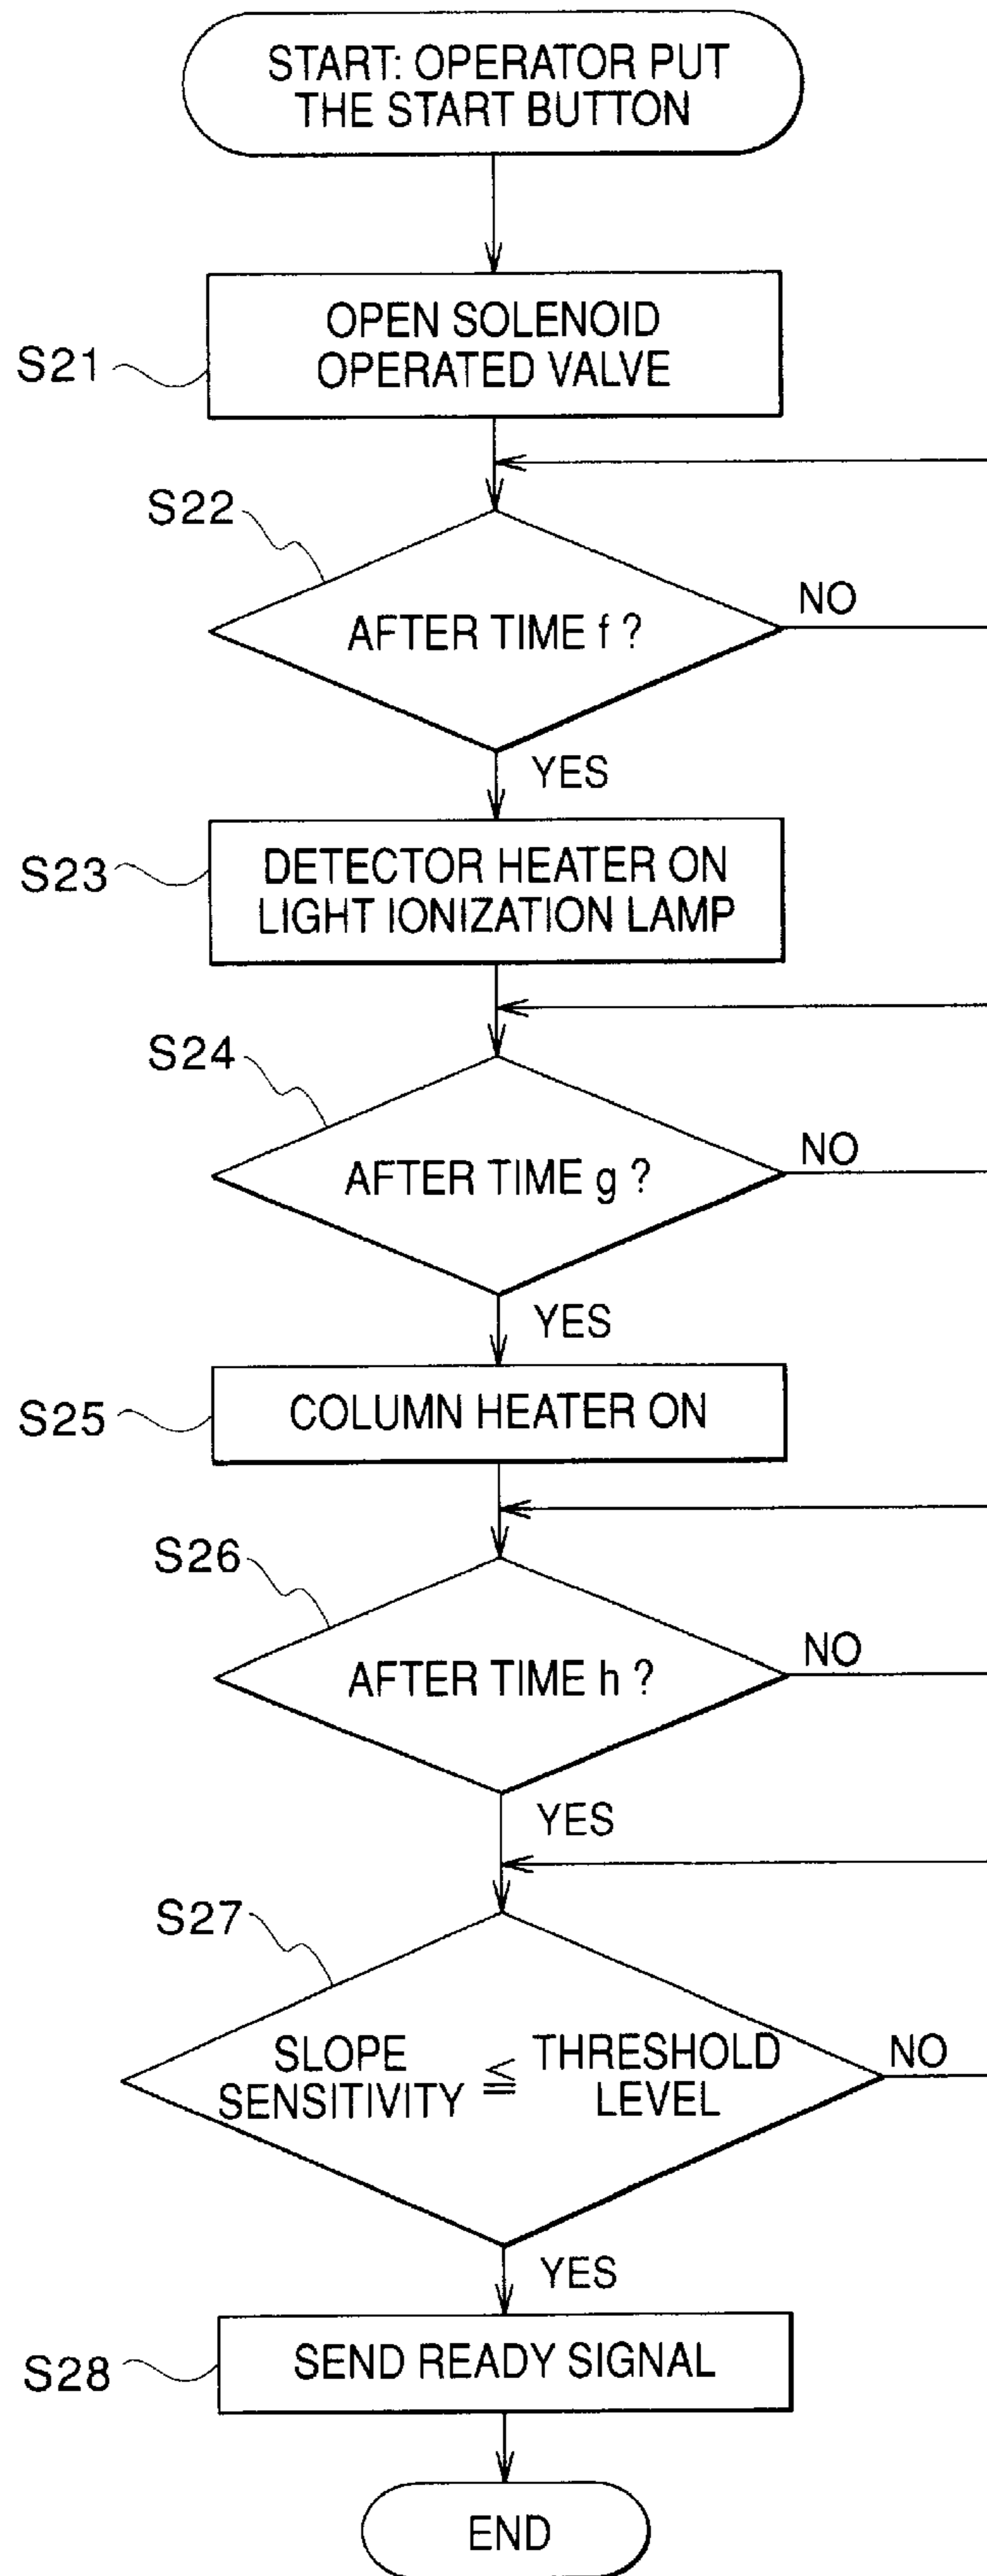 START: OPERATOR PUT
THE START BUTTON
OPEN SOLENOID
OPERATED VALVE
S21
S22
AFTER TIME f ?
NO
YES
DETECTOR HEATER ON
LIGHT IONIZATION LAMP
S23
S24
AFTER TIME g ?
NO
YES
S25
COLUMN HEATER ON
S26
AFTER TIME h ?
NO
YES
S27
SLOPE
SENSITIVITY
≦
THRESHOLD
LEVEL
NO
YES
S28
SEND READY SIGNAL
END